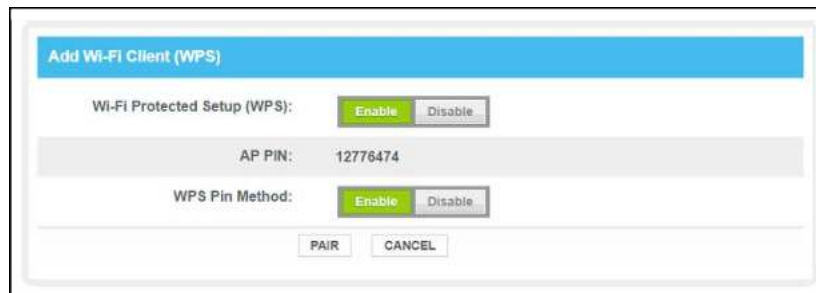 Add Wi-Fi Client (WPS)
Wi-Fi Protected Setup (WPS): Enable Disable
AP PIN: 12776474
WPS Pin Method: Enable Disable
PAIR CANCEL